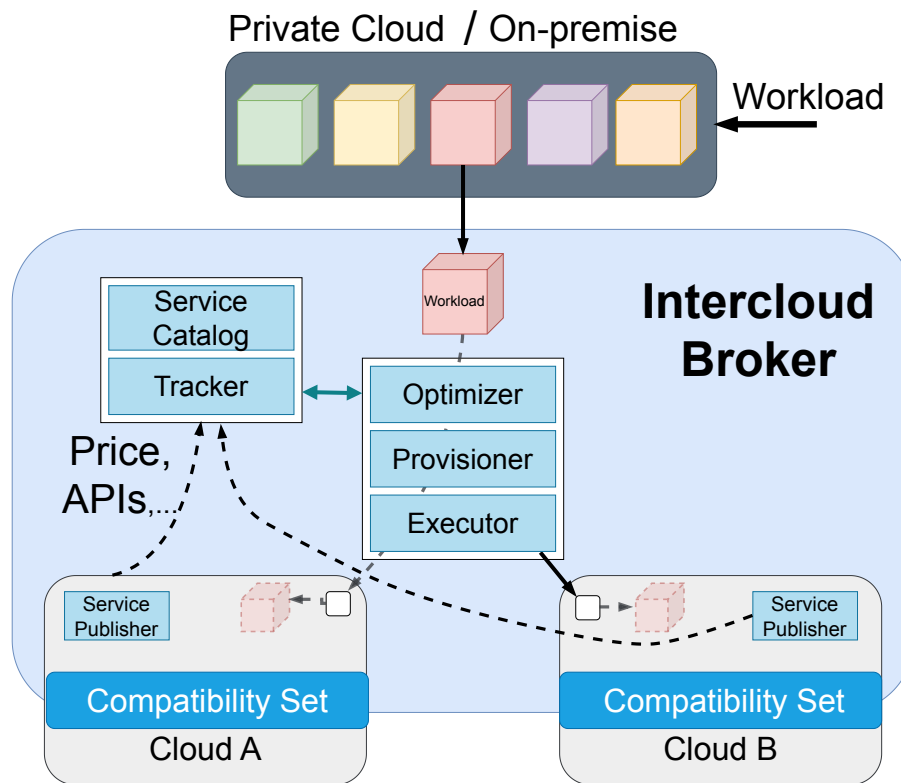 Private Cloud / On-premise
Workload
Workload
Intercloud
Broker
Service
Catalog
Tracker
Optimizer
Provisioner
Executor
Price,
APIs,...
Service
Publisher
Service
Publisher
Compatibility Set
Compatibility Set
Cloud A
Cloud B